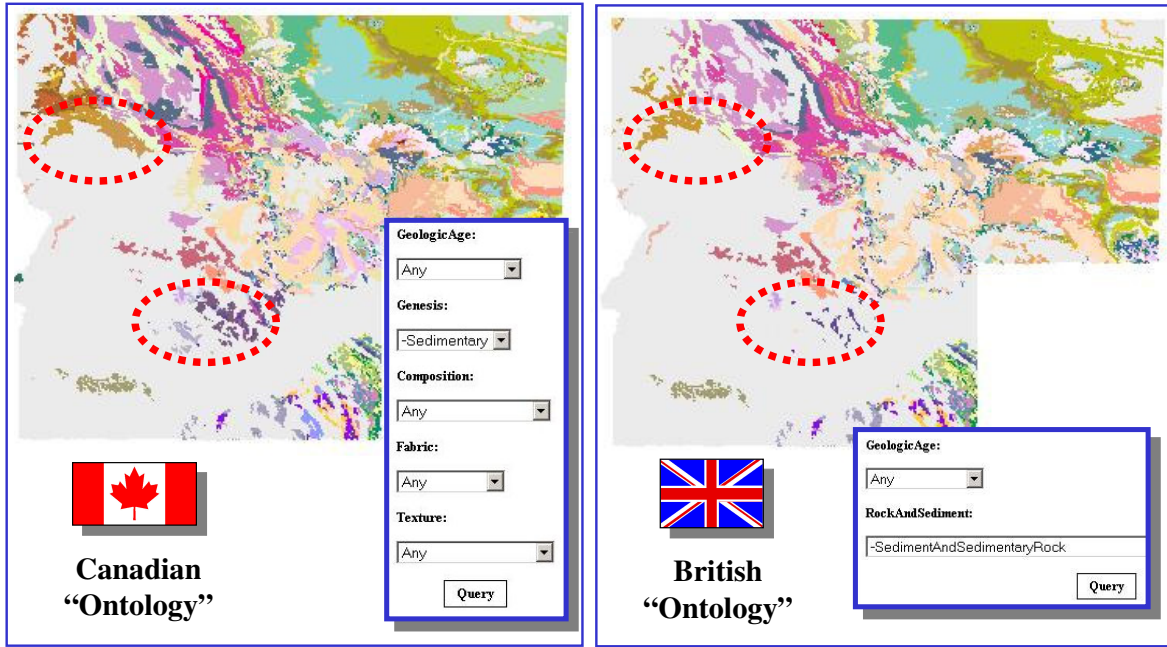 GeologicAge:
Any
Genesis:
-Sedimentary
Composition:
Any
Fabric:
Any
Texture:
Any
Query
Canadian
“Ontology”
GeologicAge:
Any
RockAndSediment:
-SedimentAndSedimentaryRock
Query
British
“Ontology”